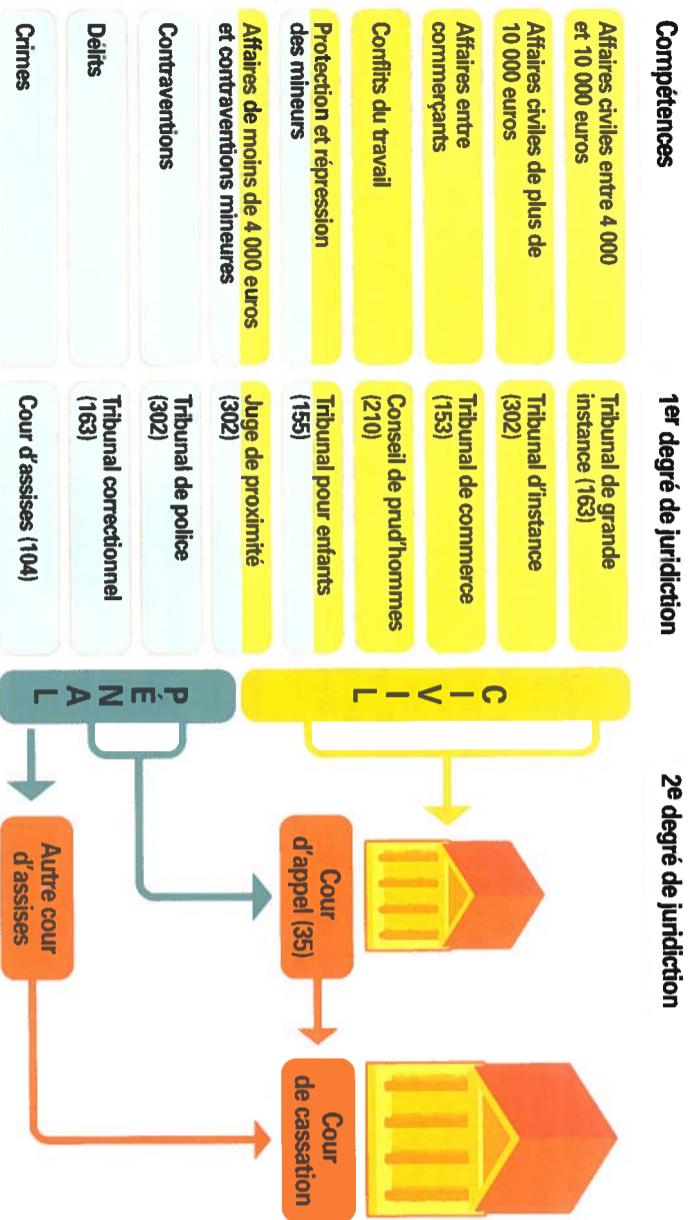 Compétences
1er degré de juridiction
2e degré de juridiction
Affaires civiles entre 4 000
et 10 000 euros
Tribunal de grande
instance (163)
Affaires civiles de plus de
10 000 euros
Tribunal d'instance
(302)
Affaires entre
commerçants
Tribunal de commerce
(153)
Conflits du travail
Conseil de prud'hommes
(210)
Protection et répression
des mineurs
Tribunal pour enfants
(155)
Affaires de moins de 4 000 euros
et contraventions mineures
Juge de proximité
(302)
Contraventions
Tribunal de police
(302)
Délits
Tribunal correctionnel
(163)
Crimes
Cour d'assises (104)
CIVIL
PÉNAL
Cour
d'appel (35)
Autre cour
d'assises
Cour
de cassation